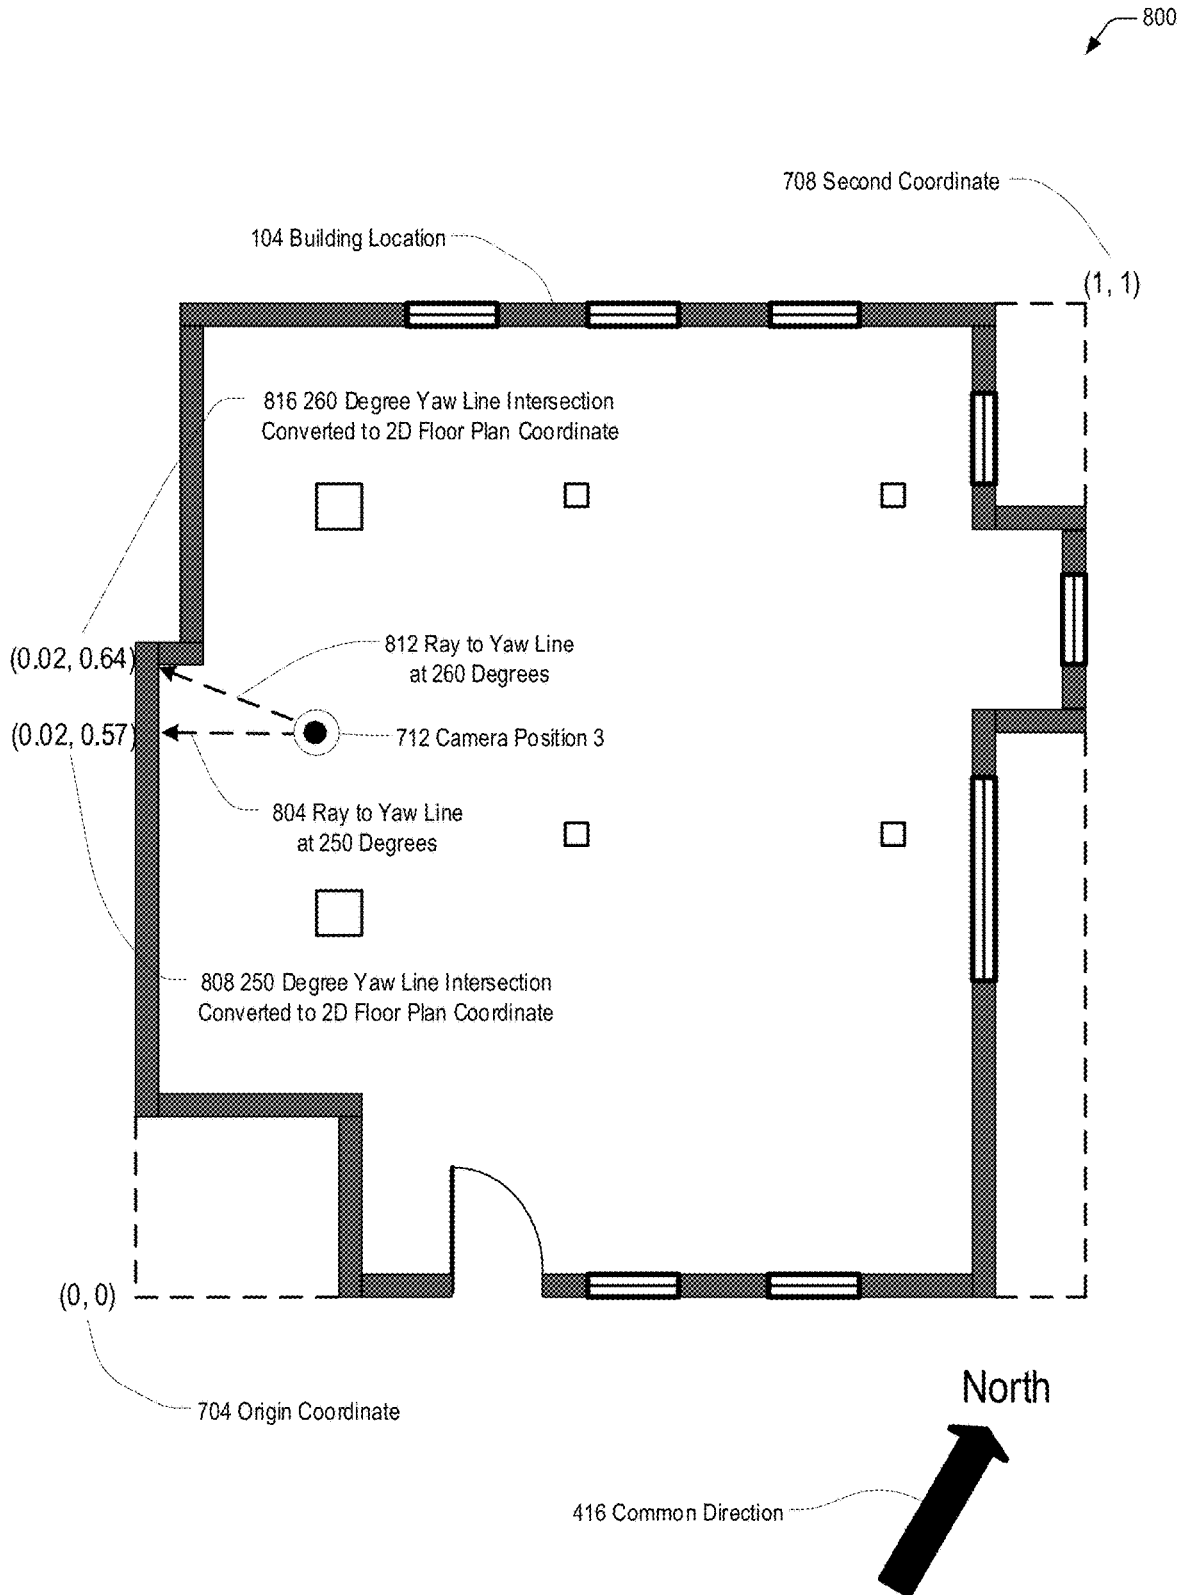 800
708 Second Coordinate
104 Building Location
(1, 1)
816 260 Degree Yaw Line Intersection
Converted to 2D Floor Plan Coordinate
812 Ray to Yaw Line
at 260 Degrees
(0.02, 0.64)
(0.02, 0.57)
712 Camera Position 3
804 Ray to Yaw Line
at 250 Degrees
808 250 Degree Yaw Line Intersection
Converted to 2D Floor Plan Coordinate
(0, 0)
North
704 Origin Coordinate
416 Common Direction